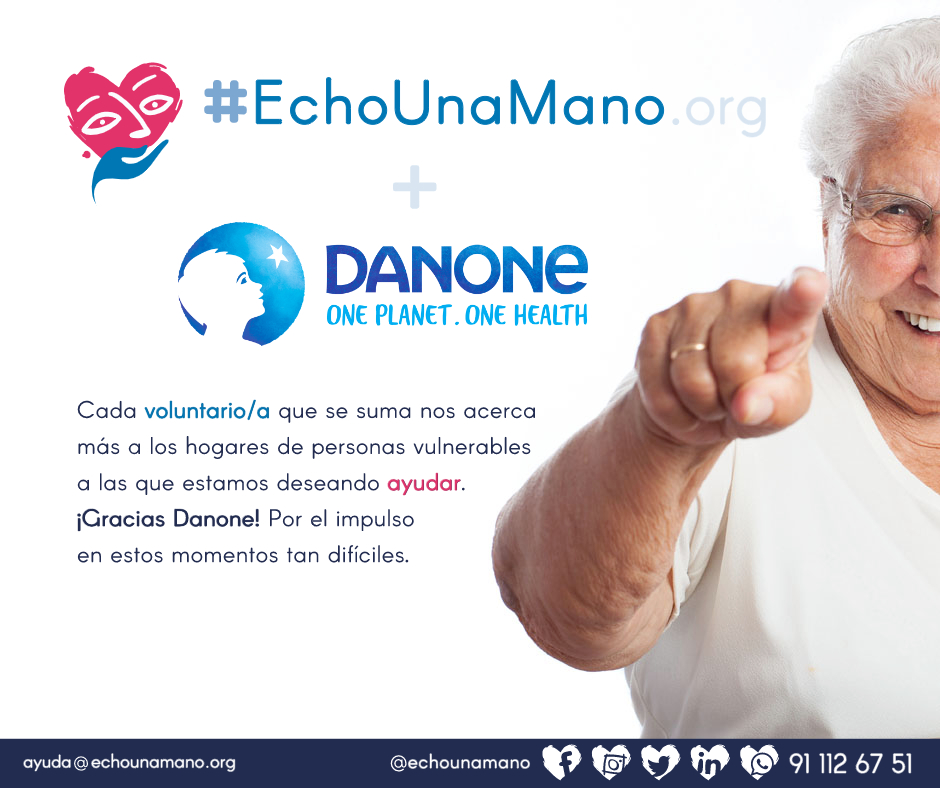 #EchoUnaMano.org
+
DANONE
ONE PLANET. ONE HEALTH
Cada voluntario/a que se suma nos acerca
más a los hogares de personas vulnerables
a las que estamos deseando ayudar.
¡Gracias Danone! Por el impulso
en estos momentos tan difíciles.
ayuda@echounamano.org
@echounamano f in 91 112 67 51